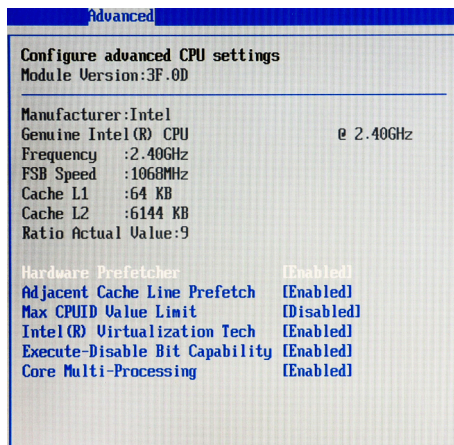 Advanced
Configure advanced CPU settings
Module Version:3F.0D
Manufacturer:Intel
Genuine Intel(R) CPU @ 2.40GHz
Frequency :2.40GHz
FSB Speed :1068MHz
Cache L1 :64 KB
Cache L2 :6144 KB
Ratio Actual Value:9
Hardware Prefetcher [Enabled]
Adjacent Cache Line Prefetch [Enabled]
Max CPUID Value Limit [Disabled]
Intel(R) Virtualization Tech [Enabled]
Execute-Disable Bit Capability [Enabled]
Core Multi-Processing [Enabled]